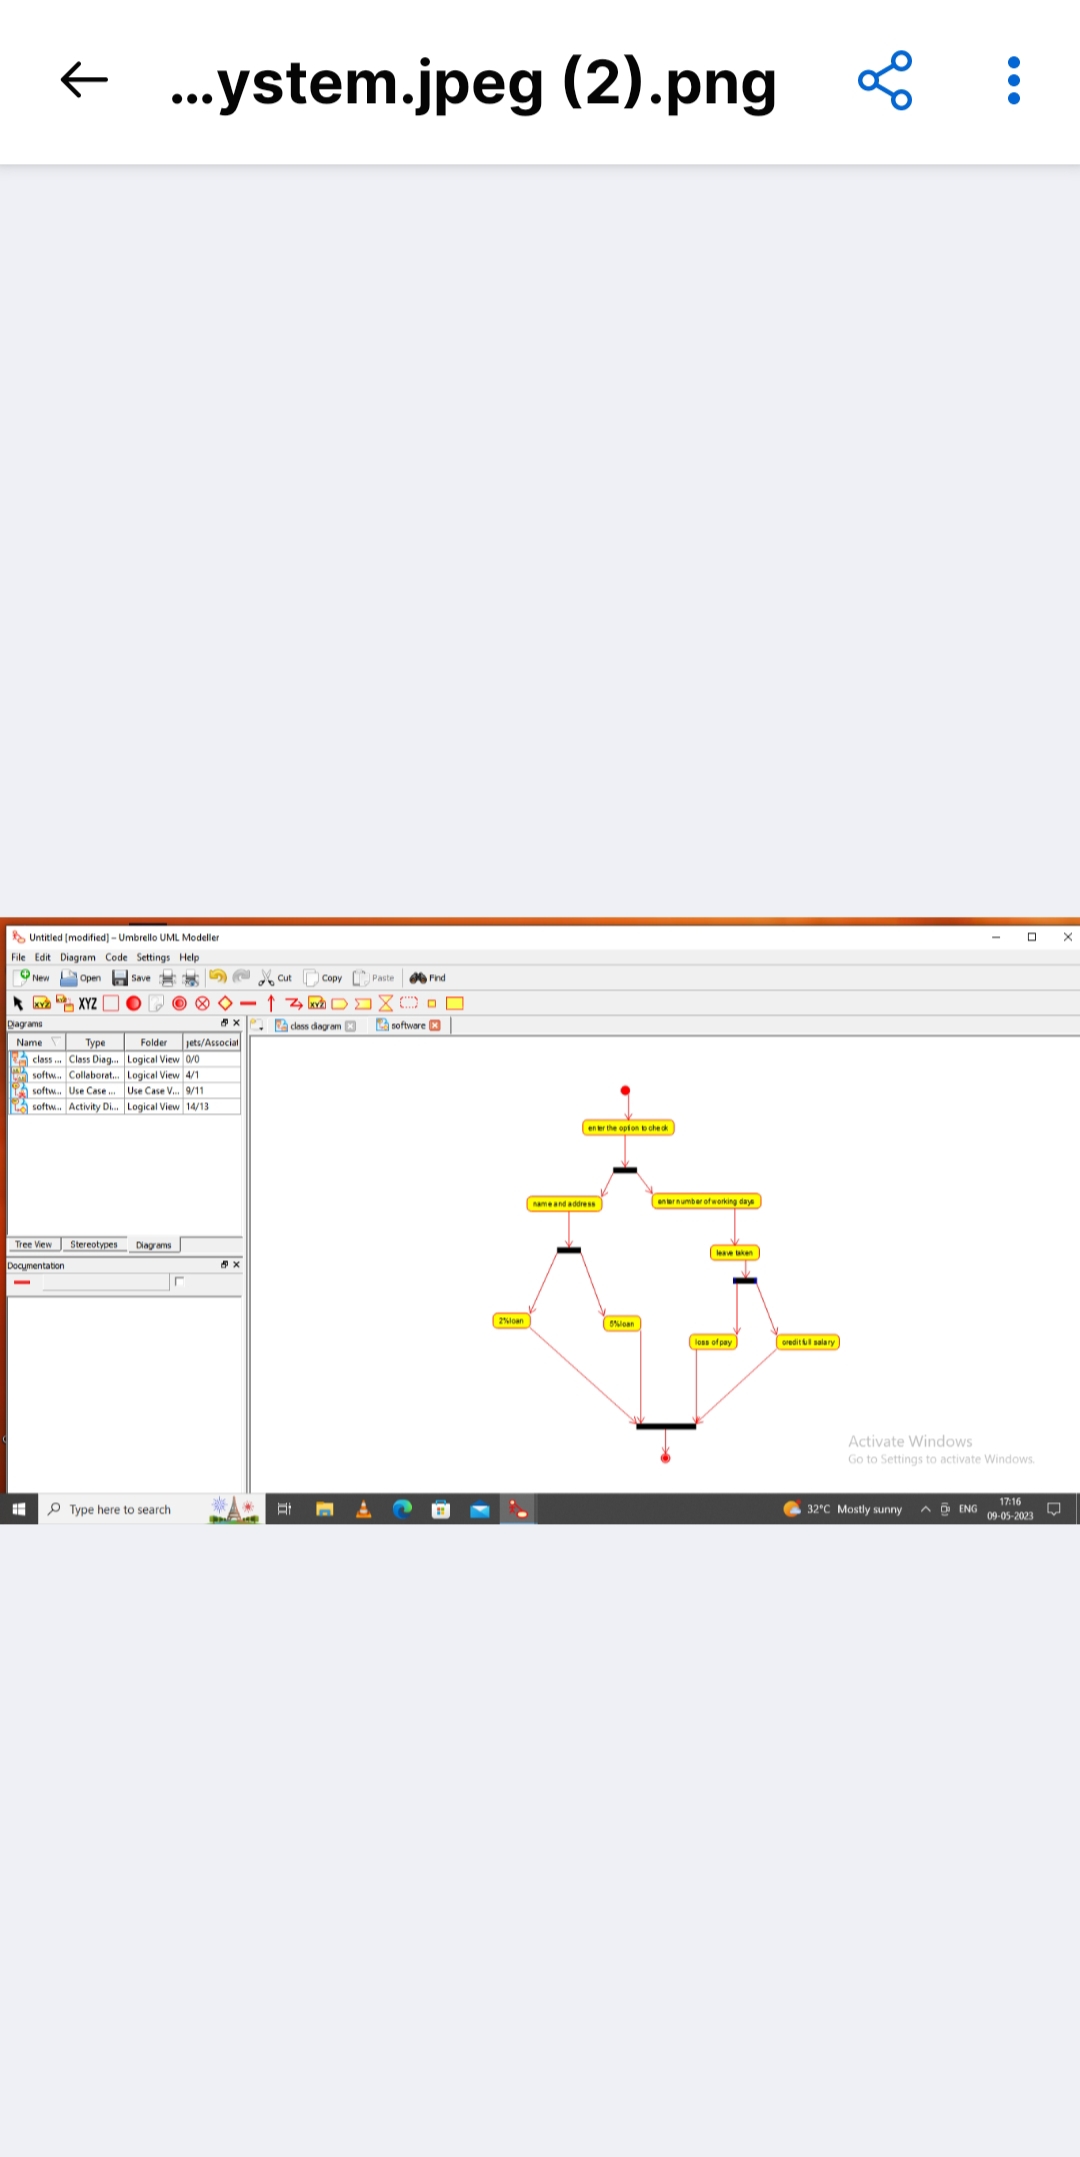 ...ystem.jpeg (2).png
Untitled [modified] – Umbrello UML Modeller
File Edit Diagram Code Settings Help
New Open Save Cut Copy Paste Find
XYZ
Diagrams
class diagram software
Name Type Folder jets/Associat
class ... Class Diag... Logical View 0/0
softw... Collaborat... Logical View 4/1
softw... Use Case ... Use Case V... 9/11
softw... Activity Di... Logical View 14/13
enter the option to check
name and address
enter number of working days
leave taken
2%loan
5%loan
loss of pay
credit full salary
Tree View Stereotypes Diagrams
Documentation
Activate Windows
Go to Settings to activate Windows.
Type here to search
32°C Mostly sunny
ENG
17:16
09-05-2023